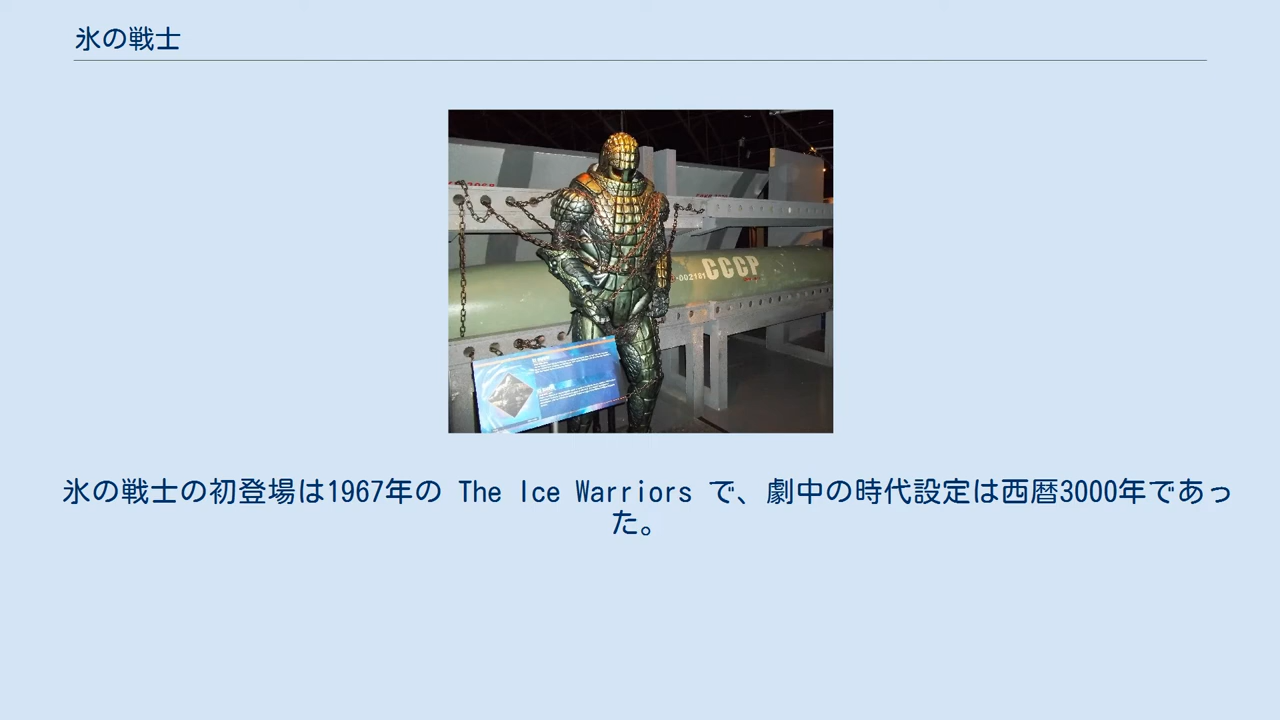 氷の戦士
CCCP
氷の戦士の初登場は1967年の The Ice Warriors で、劇中の時代設定は西暦3000年であっ
た。